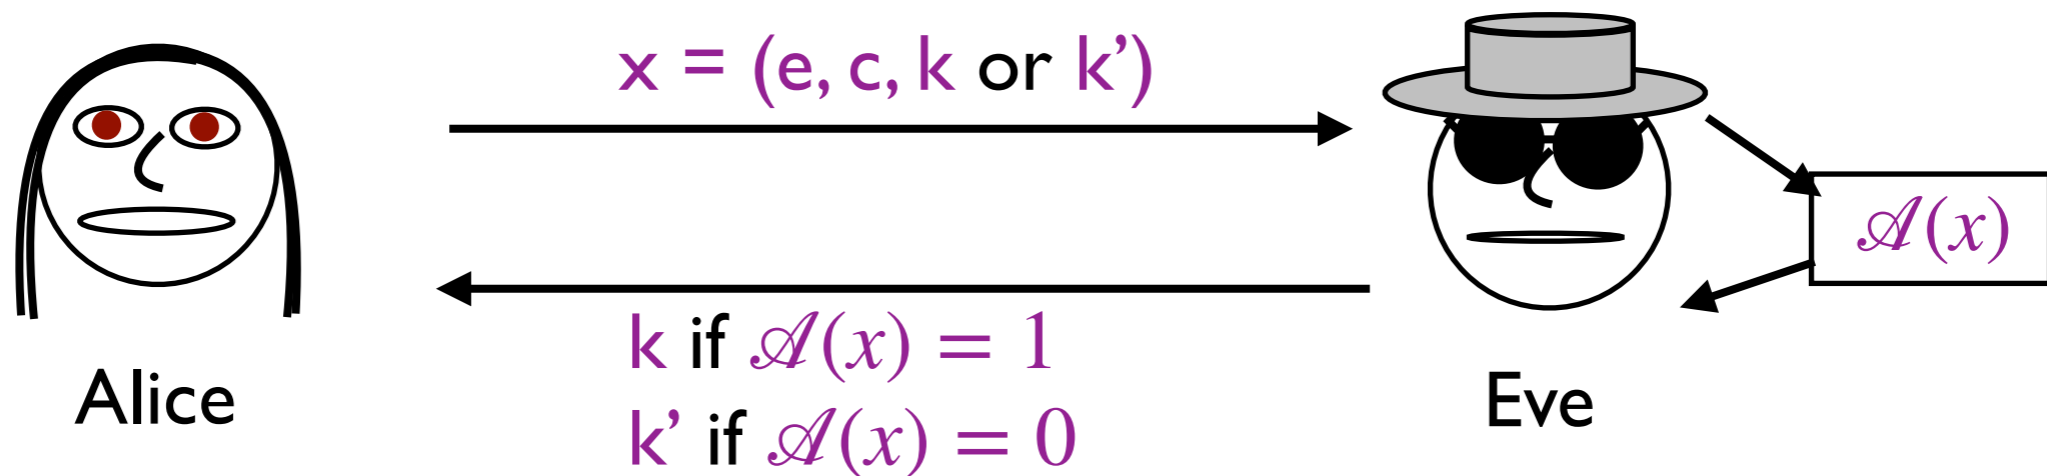 x = (e, c, k or k’)
𝒜(x)
k if 𝒜(x) = 1
k’ if 𝒜(x) = 0
Alice
Eve